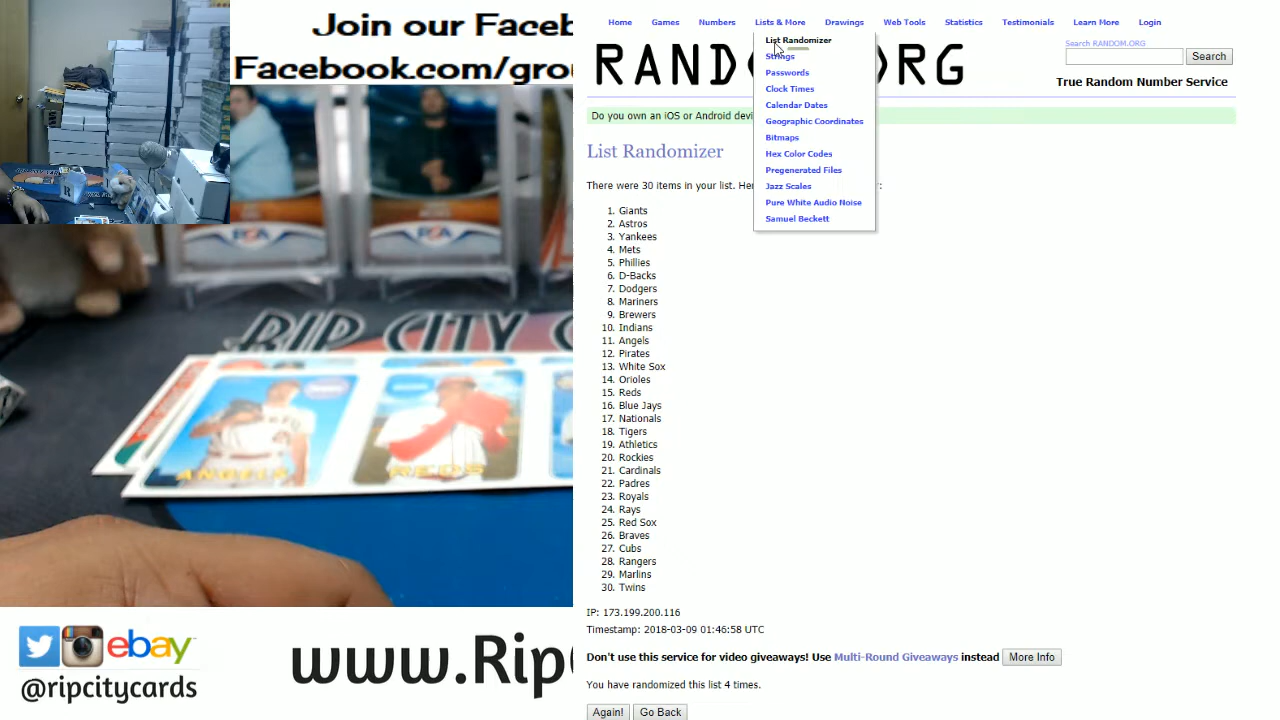 Join our Faceb
Facebook.com/grou
RIP CITY CARD
ANGELS
REDS
ebay
@ripcitycards
www.Rip
Home Games Numbers Lists & More Drawings Web Tools Statistics Testimonials Learn More Login
List Randomizer
Strings
Passwords
Clock Times
Calendar Dates
Geographic Coordinates
Bitmaps
Hex Color Codes
Pregenerated Files
Jazz Scales
Pure White Audio Noise
Samuel Beckett
RAND RG
Search RANDOM.ORG
Search
True Random Number Service
Do you own an iOS or Android devi
List Randomizer
There were 30 items in your list. Her :
1. Giants
2. Astros
3. Yankees
4. Mets
5. Phillies
6. D-Backs
7. Dodgers
8. Mariners
9. Brewers
10. Indians
11. Angels
12. Pirates
13. White Sox
14. Orioles
15. Reds
16. Blue Jays
17. Nationals
18. Tigers
19. Athletics
20. Rockies
21. Cardinals
22. Padres
23. Royals
24. Rays
25. Red Sox
26. Braves
27. Cubs
28. Rangers
29. Marlins
30. Twins
IP: 173.199.200.116
Timestamp: 2018-03-09 01:46:58 UTC
Don't use this service for video giveaways! Use Multi-Round Giveaways instead More Info
You have randomized this list 4 times.
Again! Go Back